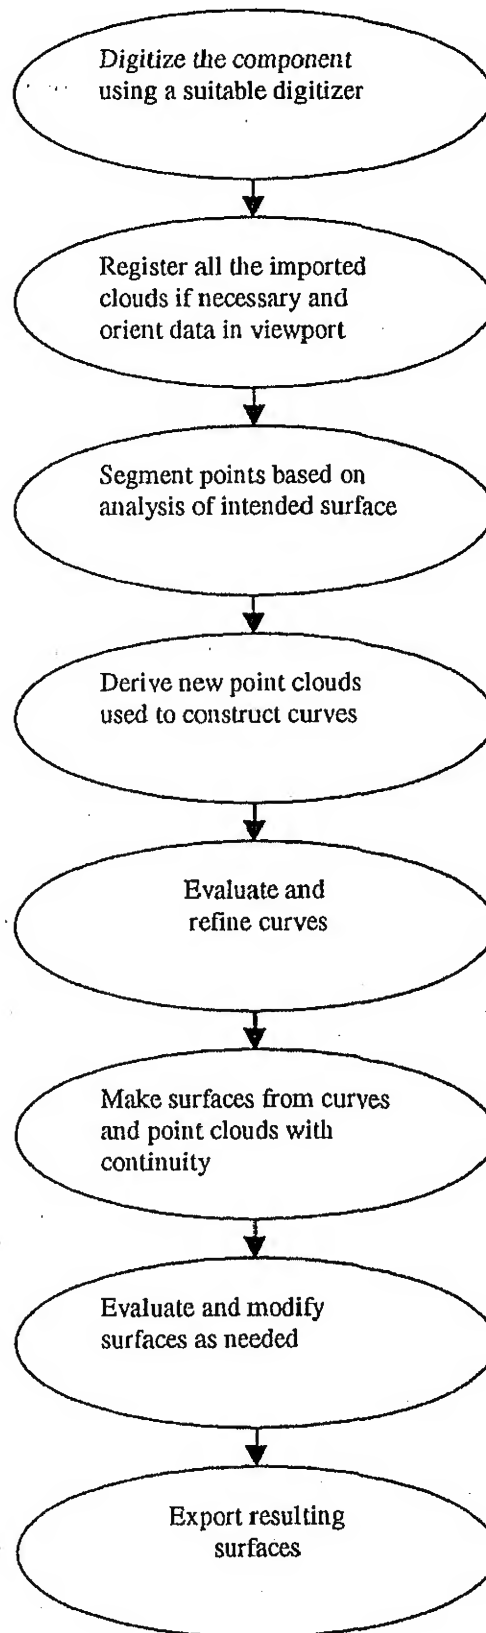 Digitize the component
using a suitable digitizer
Register all the imported
clouds if necessary and
orient data in viewport
Segment points based on
analysis of intended surface
Derive new point clouds
used to construct curves
Evaluate and
refine curves
Make surfaces from curves
and point clouds with
continuity
Evaluate and modify
surfaces as needed
Export resulting
surfaces